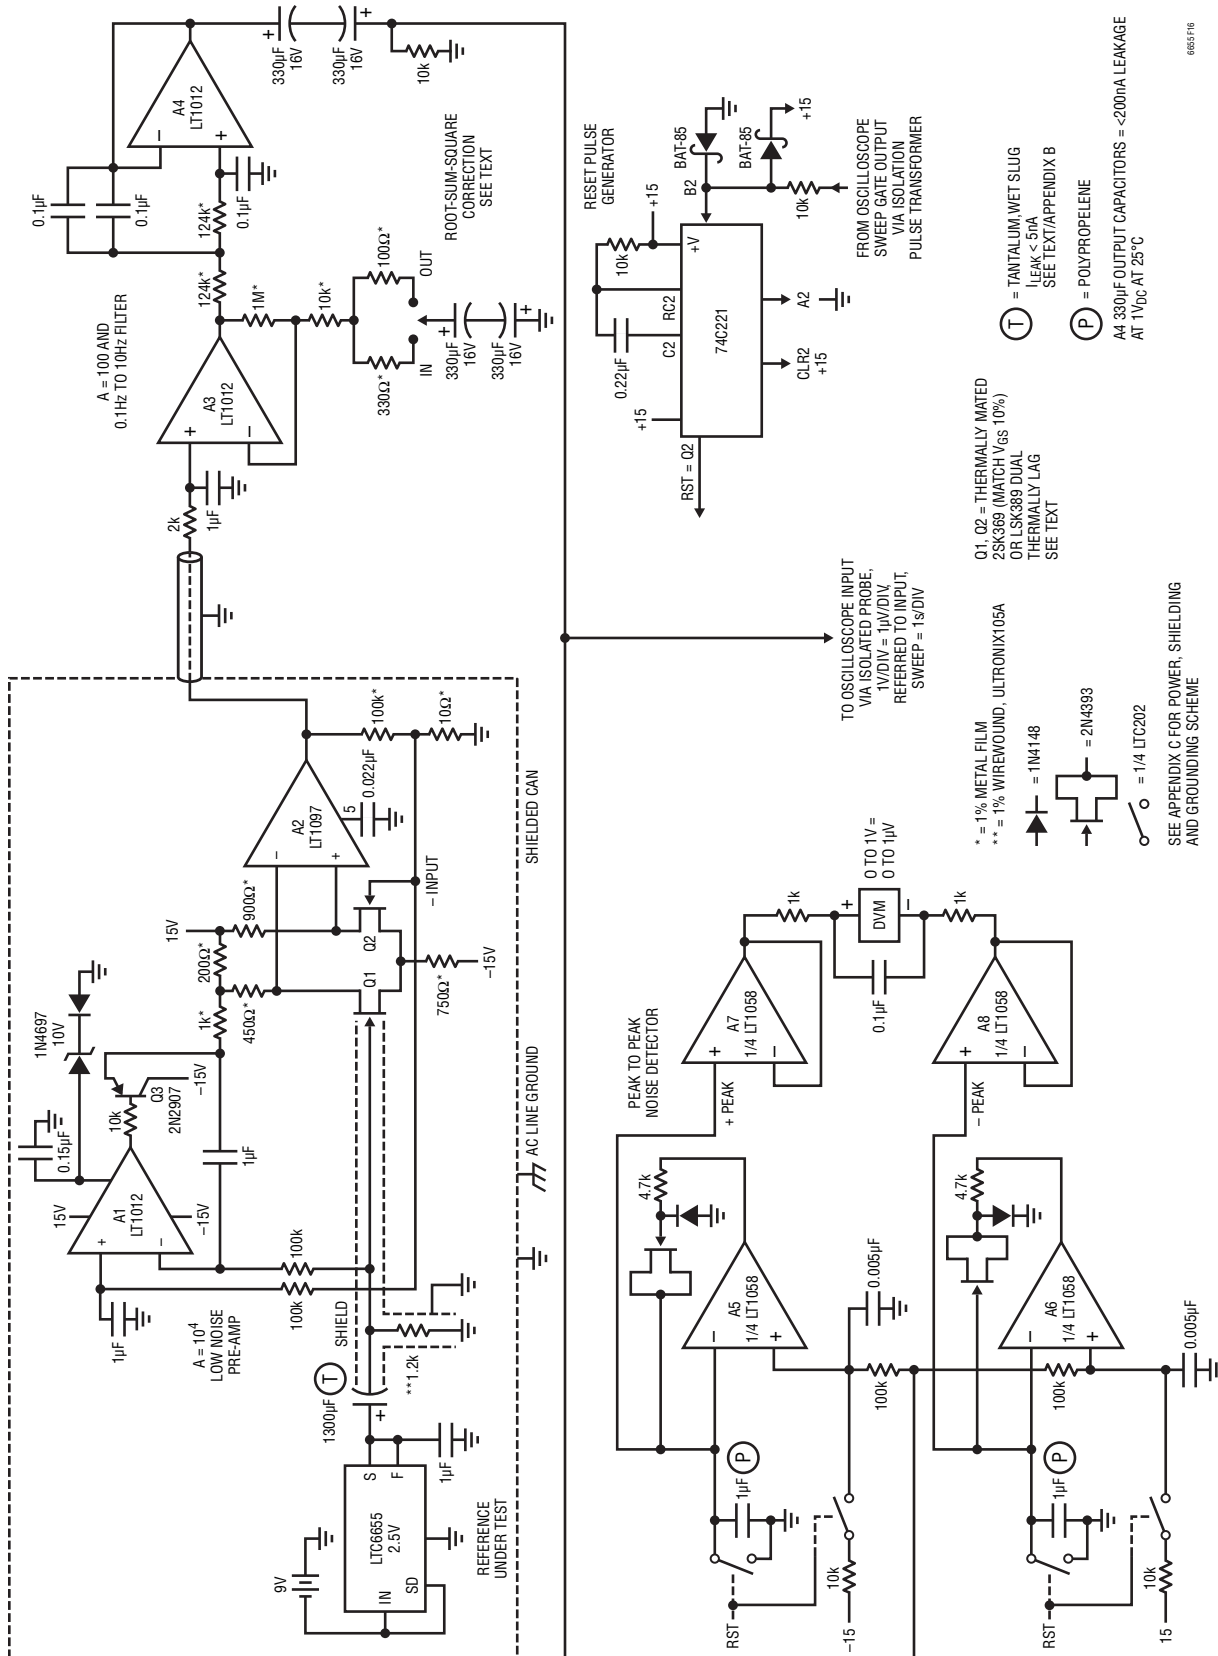 0.1µF
0.1µF
124k*
0.1µF
A4
LT1012
–
+
330µF
16V
+
330µF
16V
+
10k
A = 100 AND
0.1Hz TO 10Hz FILTER
124k*
1M*
10k*
A3
LT1012
+
–
2k
1µF
330Ω*
100Ω*
IN
OUT
330µF
16V
+
330µF
16V
+
ROOT-SUM-SQUARE
CORRECTION
SEE TEXT
RESET PULSE
GENERATOR
+15
10k
0.22µF
+15
C2
RC2
+V
B2
74C221
RST = Q2
CLR2
+15
A2
BAT-85
BAT-85
+15
10k
FROM OSCILLOSCOPE
SWEEP GATE OUTPUT
VIA ISOLATION
PULSE TRANSFORMER
T = TANTALUM,WET SLUG
ILEAK < 5nA
SEE TEXT/APPENDIX B
P = POLYPROPELENE
A4 330µF OUTPUT CAPACITORS = <200nA LEAKAGE
AT 1VDC AT 25°C
6655 F16
Q1, Q2 = THERMALLY MATED
2SK369 (MATCH VGS 10%)
OR LSK389 DUAL
THERMALLY LAG
SEE TEXT
TO OSCILLOSCOPE INPUT
VIA ISOLATED PROBE,
1V/DIV = 1µV/DIV,
REFERRED TO INPUT,
SWEEP = 1s/DIV
* = 1% METAL FILM
** = 1% WIREWOUND, ULTRONIX105A
= 1N4148
= 2N4393
= 1/4 LTC202
SEE APPENDIX C FOR POWER, SHIELDING
AND GROUNDING SCHEME
SHIELDED CAN
AC LINE GROUND
1N4697
10V
0.15µF
15V
A1
LT1012
+
–
–15V
10k
Q3
2N2907
–15V
1µF
1k*
200Ω*
15V
450Ω*
900Ω*
A2
LT1097
–
+
5
0.022µF
100k*
10Ω*
– INPUT
Q1
Q2
750Ω*
–15V
1µF
100k
100k
A = 10⁴
LOW NOISE
PRE-AMP
SHIELD
1300µF
T
+
**1.2k
9V
IN
SD
S
F
LTC6655
2.5V
1µF
REFERENCE
UNDER TEST
PEAK TO PEAK
NOISE DETECTOR
+ PEAK
A7
1/4 LT1058
+
–
1k
+
DVM
–
0 TO 1V =
0 TO 1µV
0.1µF
1k
A8
1/4 LT1058
+
–
– PEAK
4.7k
A5
1/4 LT1058
–
+
0.005µF
100k
P
1µF
RST
10k
–15
4.7k
A6
1/4 LT1058
–
+
0.005µF
100k
P
1µF
RST
10k
15